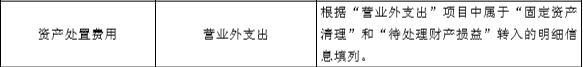 资产处置费用
营业外支出
根据“营业外支出”项目中属于“固定资产
清理”和“待处理财产损益”转入的明细信
息填列。